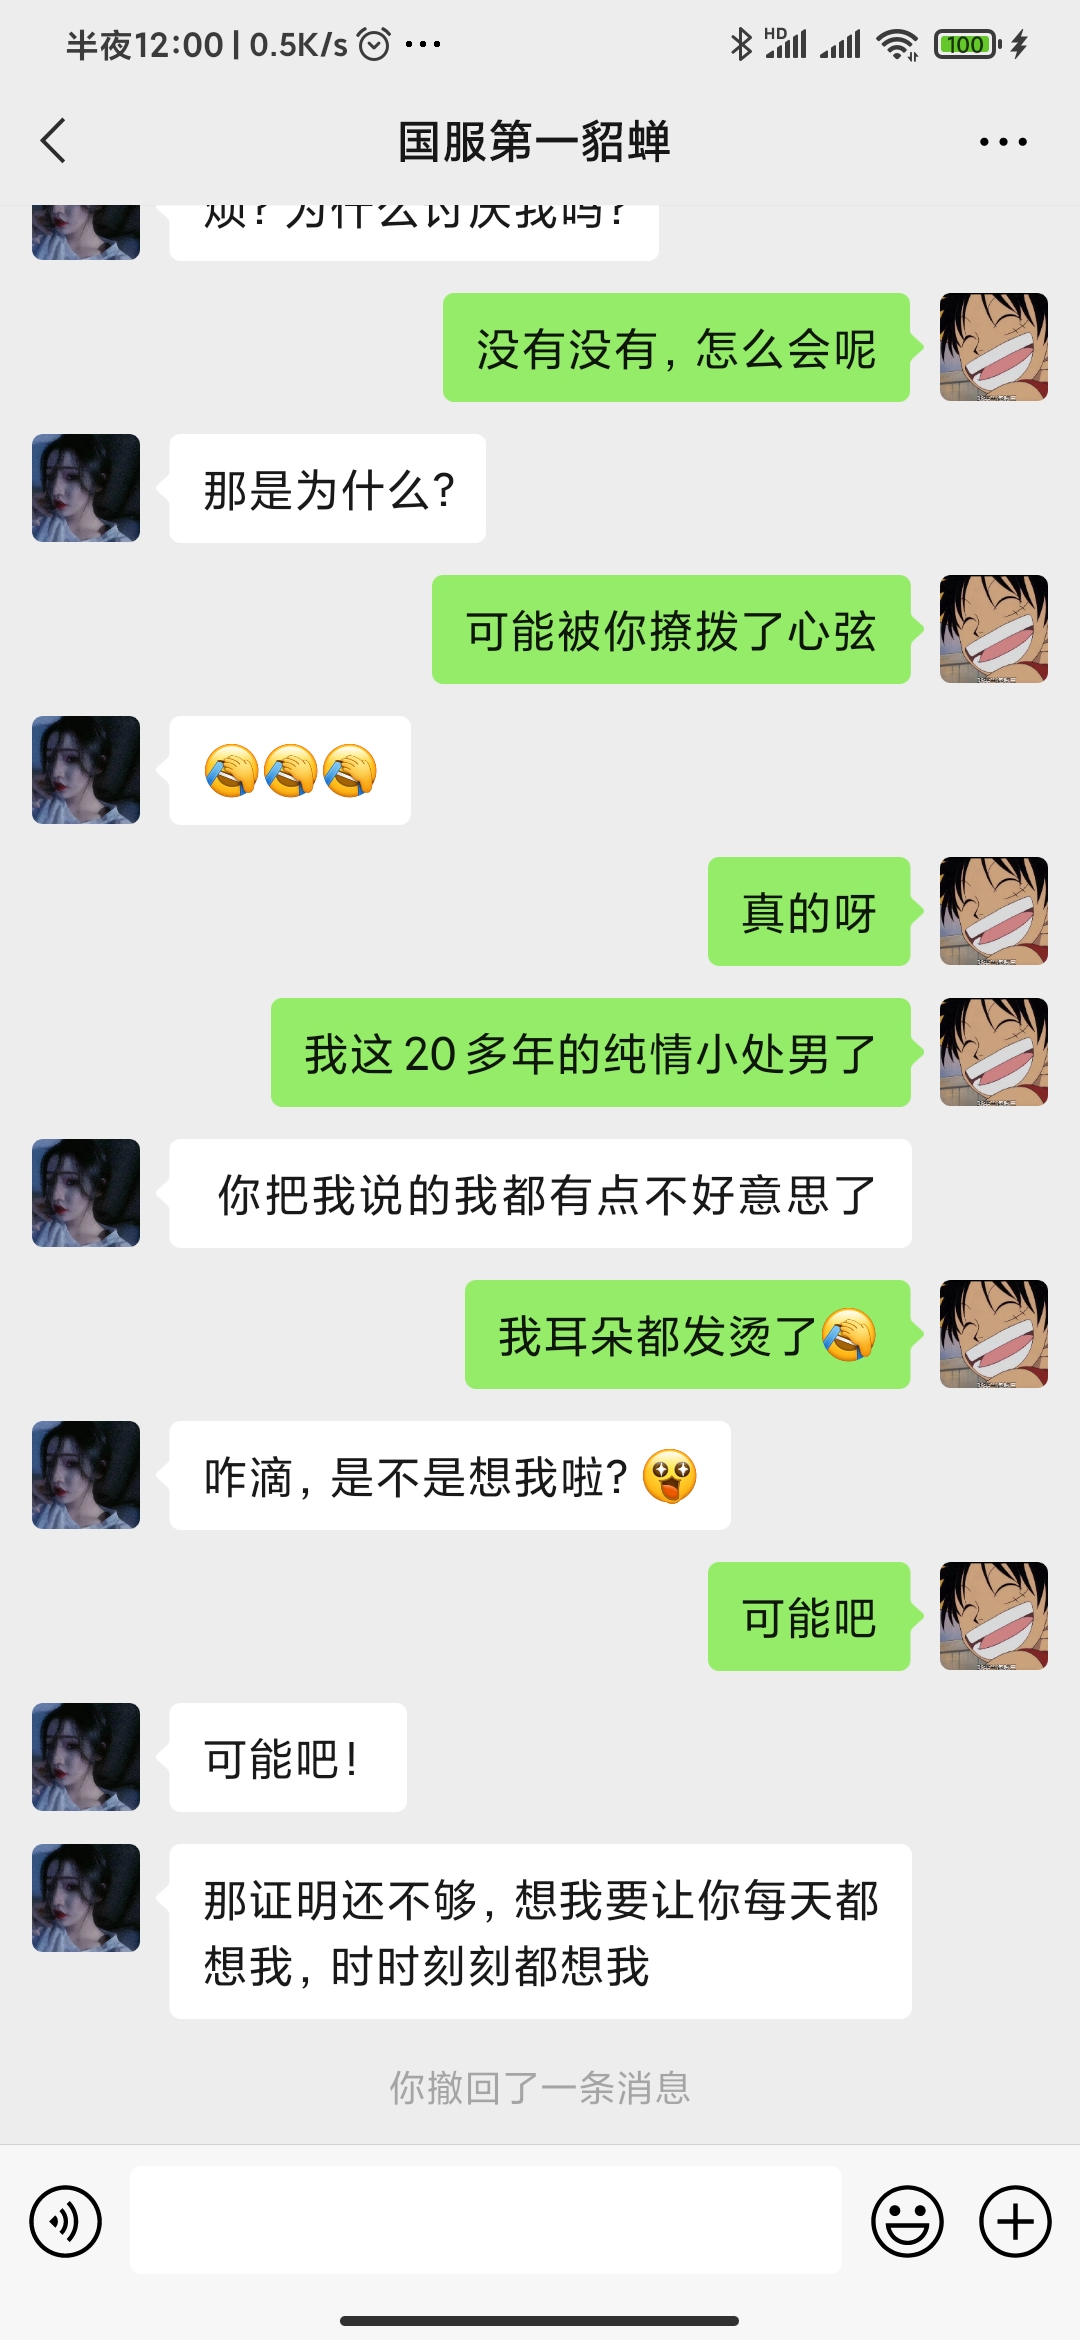 半夜12:00 | 0.5K/s
HD
100
国服第一貂蝉
烦？为什么讨厌我吗？
没有没有，怎么会呢
那是为什么？
可能被你撩拨了心弦
🤣🤣🤣
真的呀
我这20多年的纯情小处男了
你把我说的我都有点不好意思了
我耳朵都发烫了
咋滴，是不是想我啦？
可能吧
可能吧！
那证明还不够，想我要让你每天都
想我，时时刻刻都想我
你撤回了一条消息